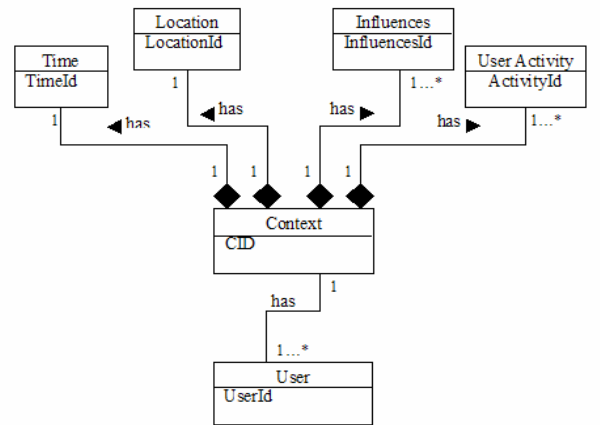 Location
LocationId
Influences
InfluencesId
Time
TimeId
User Activity
ActivityId
1
1
1...*
1...*
has
has
has
has
1
1
1
1
Context
CID
1
has
1...*
User
UserId